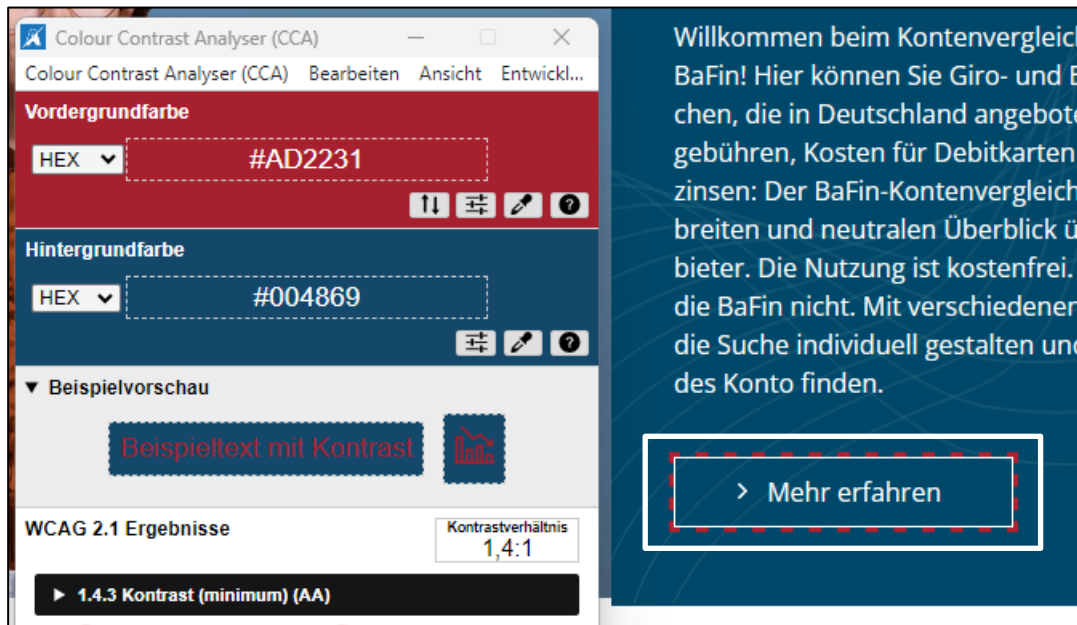 Colour Contrast Analyser (CCA)
Colour Contrast Analyser (CCA) Bearbeiten Ansicht Entwickl...
Vordergrundfarbe
HEX #AD2231
Hintergrundfarbe
HEX #004869
▼ Beispielvorschau
Beispieltext mit Kontrast
WCAG 2.1 Ergebnisse
Kontrastverhältnis
1,4:1
► 1.4.3 Kontrast (minimum) (AA)
Willkommen beim Kontenvergleich
BaFin! Hier können Sie Giro- und
chen, die in Deutschland angebote
gebühren, Kosten für Debitkarten
zinsen: Der BaFin-Kontenvergleich
breiten und neutralen Überblick ü
bieter. Die Nutzung ist kostenfrei.
die BaFin nicht. Mit verschiedener
die Suche individuell gestalten und
des Konto finden.
> Mehr erfahren